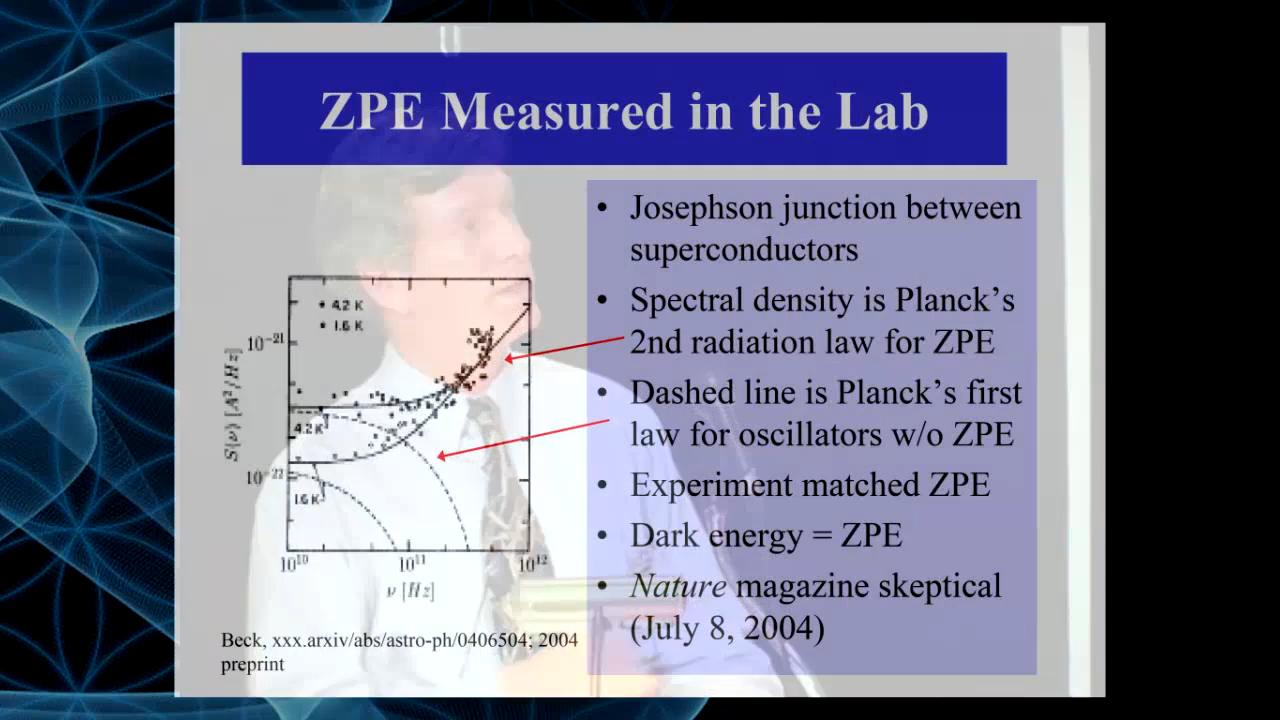 ZPE Measured in the Lab
• Josephson junction between
superconductors
• Spectral density is Planck's
2nd radiation law for ZPE
• Dashed line is Planck's first
law for oscillators w/o ZPE
• Experiment matched ZPE
• Dark energy = ZPE
• Nature magazine skeptical
(July 8, 2004)
4.2 K
1.6 K
10⁻²¹
S(ν) [A²/Hz]
4.2 K
10⁻²²
1.6 K
10¹⁰ 10¹¹ 10¹²
ν [Hz]
Beck, xxx.arxiv/abs/astro-ph/0406504; 2004
preprint